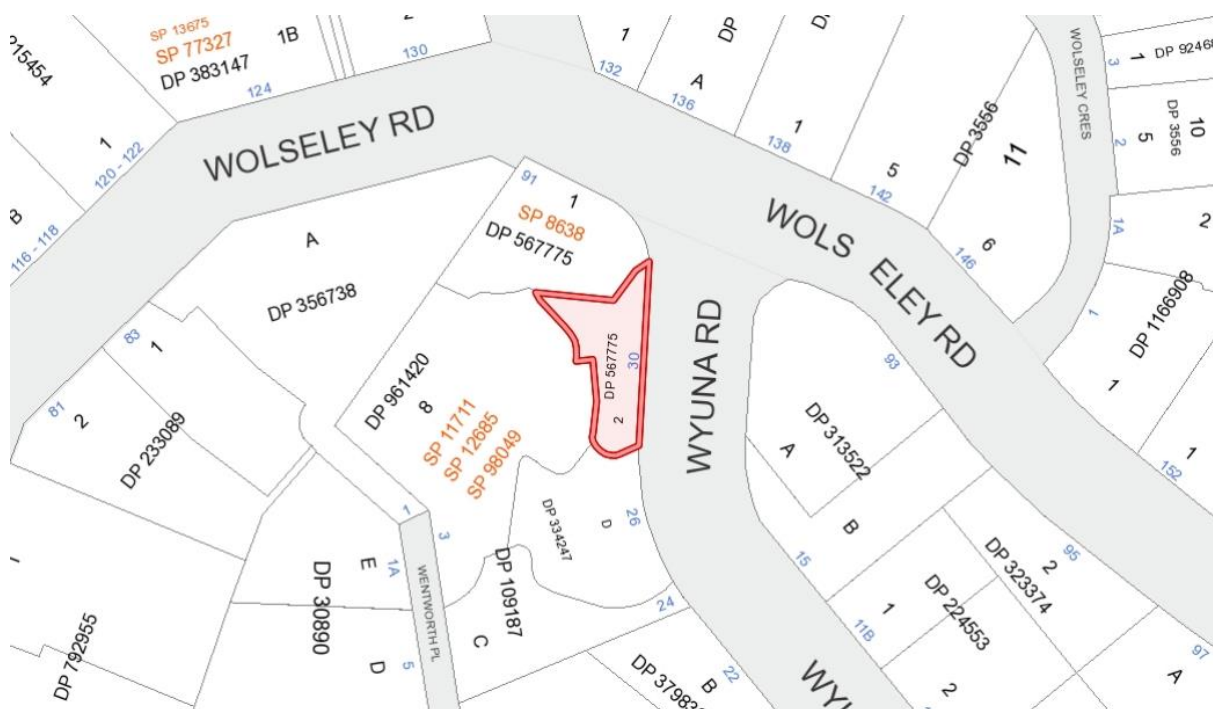 SP 13675
SP 77327
DP 383147
1B
2
130
124
1
120 - 122
B
116 - 118
WOLSELEY RD
1
132
DP
A
136
1
138
5
142
DP 3556
11
6
146
WOLSELEY CRES
3
1
DP 92468
2
5
DP 3556
10
1A
2
1
DP 1166908
1
1
152
WOLS ELEY RD
91
1
SP 8638
DP 567775
A
DP 356738
83
1
81
2
DP 233089
DP 961420
8
SP 11711
SP 12685
SP 98049
DP 567775
30
2
WYUNA RD
93
DP 313522
A
B
15
DP 334247
D
26
1
3
1A
E
WENTWORTH PL
DP 109187
C
24
DP 30890
D
5
DP 792955
B
22
1
DP 224553
11B
2
DP 323374
2
95
97
A